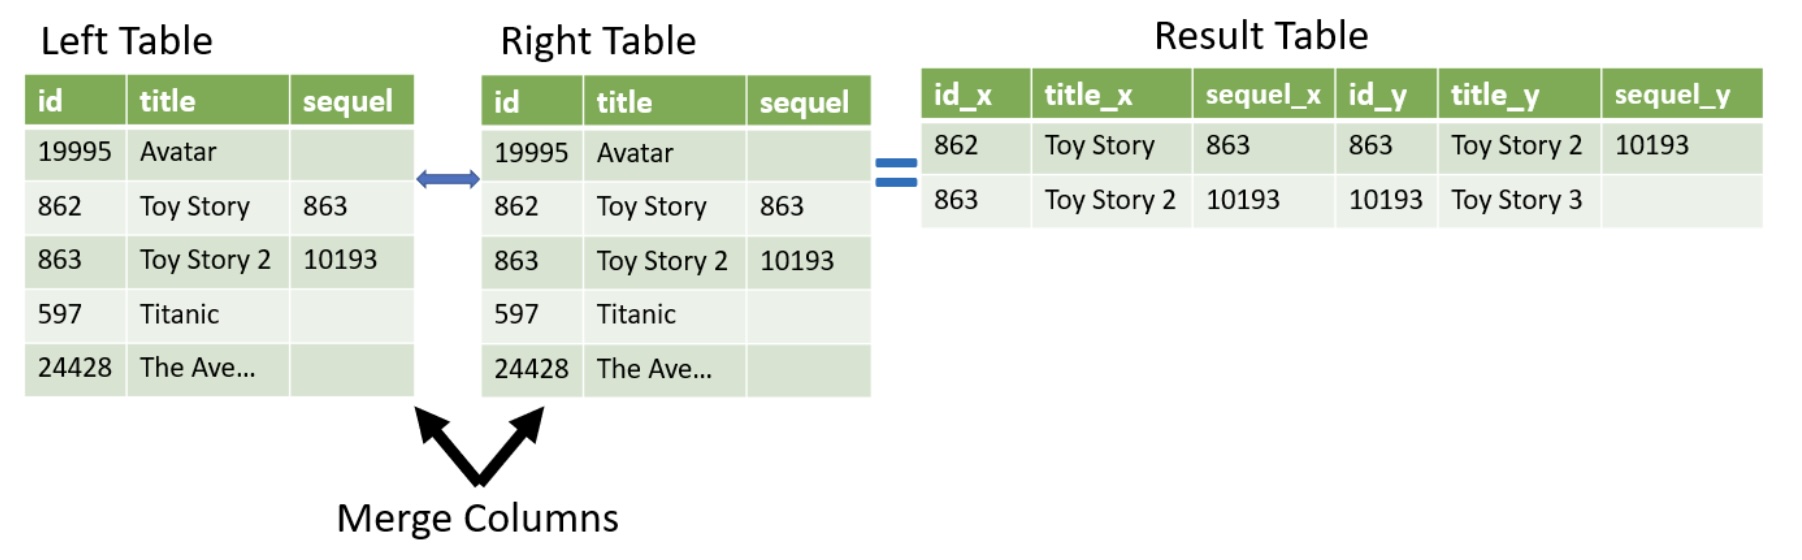 Left Table
id title sequel
19995 Avatar
862 Toy Story 863
863 Toy Story 2 10193
597 Titanic
24428 The Ave...
Right Table
id title sequel
19995 Avatar
862 Toy Story 863
863 Toy Story 2 10193
597 Titanic
24428 The Ave...
Result Table
id_x title_x sequel_x id_y title_y sequel_y
862 Toy Story 863 863 Toy Story 2 10193
863 Toy Story 2 10193 10193 Toy Story 3
Merge Columns